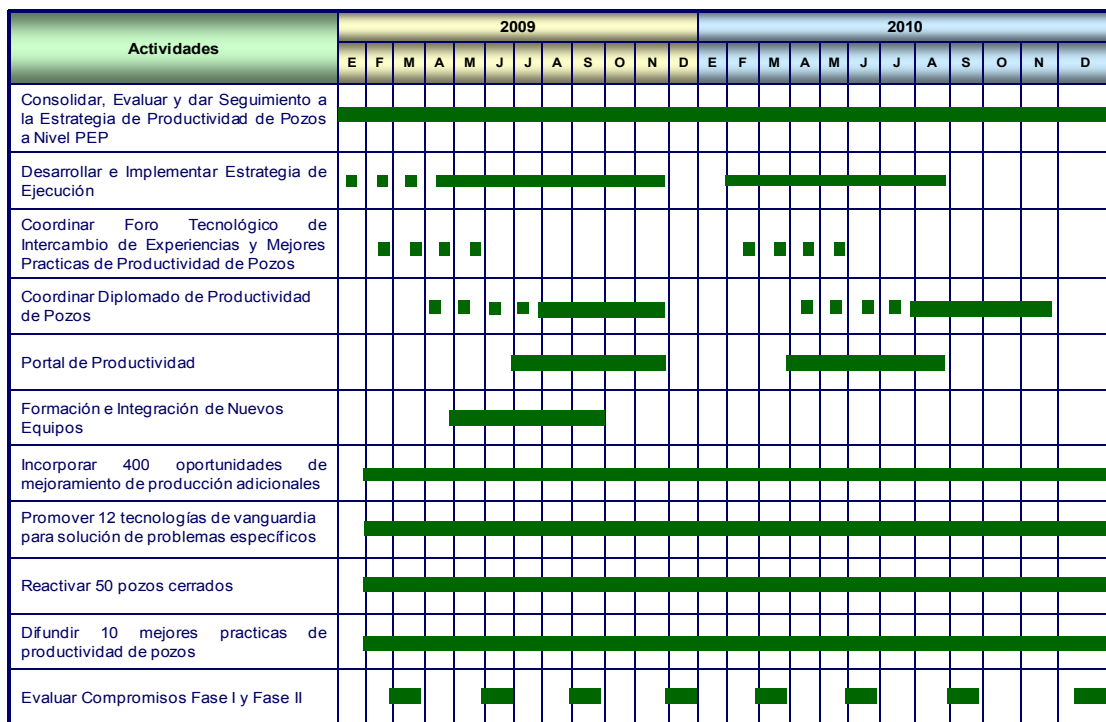 Actividades
2009
2010
E F M A M J J A S O N D E F M A M J J A S O N D
Consolidar, Evaluar y dar Seguimiento a
la Estrategia de Productividad de Pozos
a Nivel PEP
Desarrollar e Implementar Estrategia de
Ejecución
Coordinar Foro Tecnológico de
Intercambio de Experiencias y Mejores
Practicas de Productividad de Pozos
Coordinar Diplomado de Productividad
de Pozos
Portal de Productividad
Formación e Integración de Nuevos
Equipos
Incorporar 400 oportunidades de
mejoramiento de producción adicionales
Promover 12 tecnologías de vanguardia
para solución de problemas específicos
Reactivar 50 pozos cerrados
Difundir 10 mejores practicas de
productividad de pozos
Evaluar Compromisos Fase I y Fase II